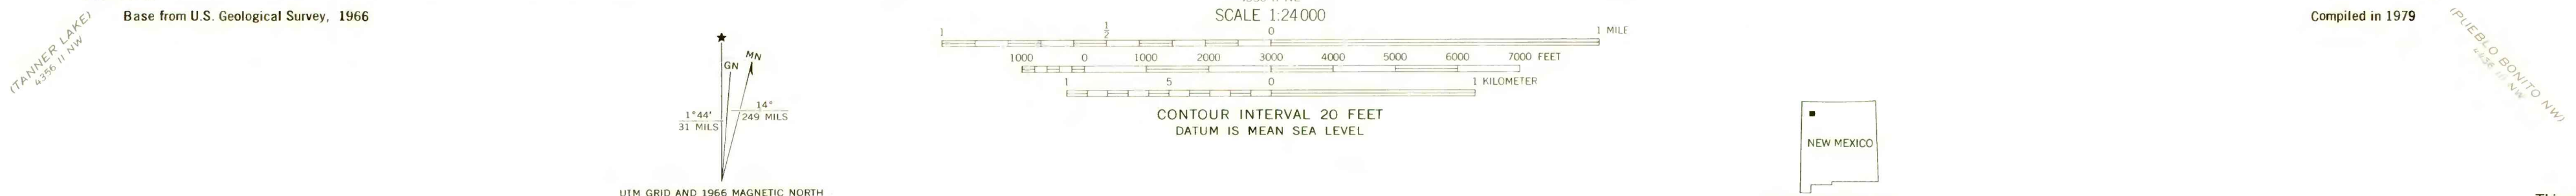 (TANNER LAKE)
4356 II NW
Base from U.S. Geological Survey, 1966
SCALE 1:24 000
Compiled in 1979
(PUEBLO BONITO NW)
1 1/2 0 1 MILE
1000 0 1000 2000 3000 4000 5000 6000 7000 FEET
1 5 0 1 KILOMETER
CONTOUR INTERVAL 20 FEET
DATUM IS MEAN SEA LEVEL
★
GN
MN
1°44'
31 MILS
14°
249 MILS
UTM GRID AND 1966 MAGNETIC NORTH
NEW MEXICO